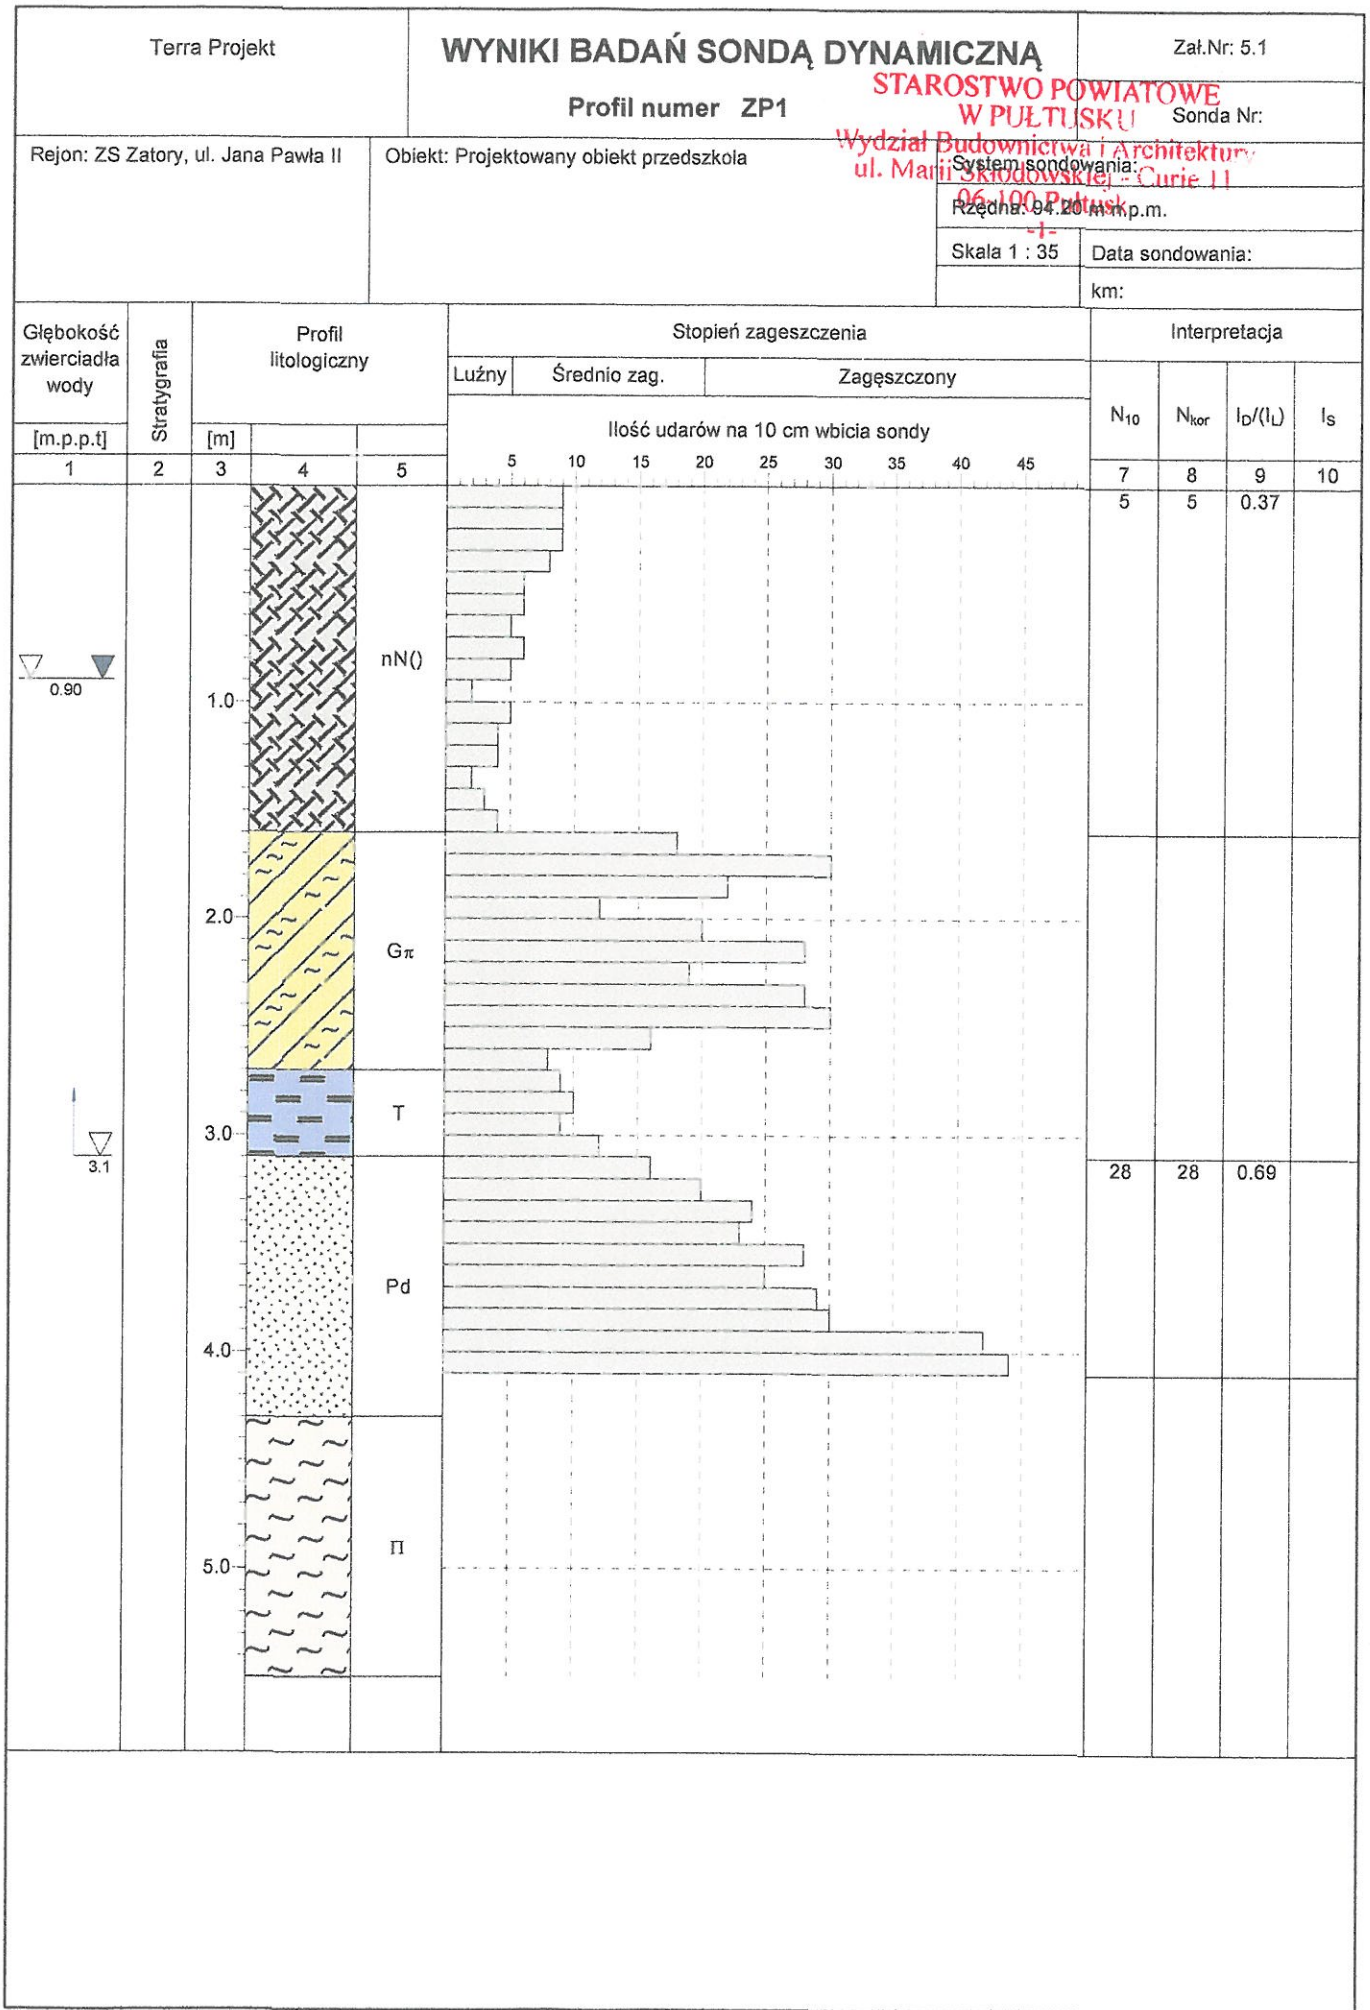 Terra Projekt
WYNIKI BADAŃ SONDĄ DYNAMICZNĄ
Profil numer ZP1
Zał.Nr: 5.1
Sonda Nr:
STAROSTWO POWIATOWE
W PUŁTUSKU
Wydział Budownictwa i Architektury
ul. Marii Skłodowskiej - Curie 11
06-100 Pułtusk
-1-
Rejon: ZS Zatory, ul. Jana Pawła II
Obiekt: Projektowany obiekt przedszkola
System sondowania:
Rzędna: 94.20 m n.p.m.
Skala 1 : 35
Data sondowania:
km:
Głębokość
zwierciadła
wody
[m.p.p.t]
Stratygrafia
Profil
litologiczny
[m]
Stopień zageszczenia
Luźny Średnio zag. Zagęszczony
Ilość udarów na 10 cm wbicia sondy
5 10 15 20 25 30 35 40 45
Interpretacja
N10 Nkor ID/(IL) IS
1 2 3 4 5 7 8 9 10
5 5 0.37
nN()
0.90
1.0
2.0
Gπ
T
3.0
3.1
28 28 0.69
Pd
4.0
Π
5.0